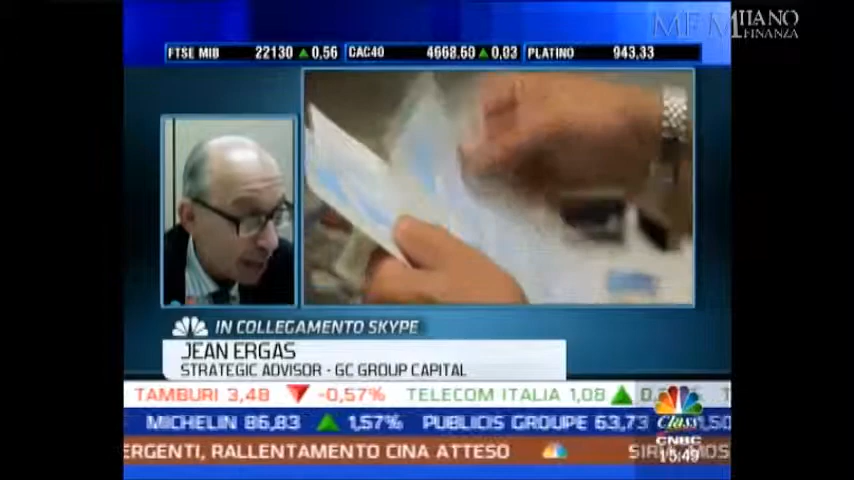 MF MILANO
FINANZA
FTSE MIB 22130 0,56 CAC40 4668.60 0,03 PLATINO 943,33
IN COLLEGAMENTO SKYPE
JEAN ERGAS
STRATEGIC ADVISOR - GC GROUP CAPITAL
TAMBURI 3,48 -0,57% TELECOM ITALIA 1,08
MICHELIN 86,83 1,57% PUBLICIS GROUPE 63,73 1,50
ERGENTI, RALLENTAMENTO CINA ATTESO
Class
CNBC
15:49